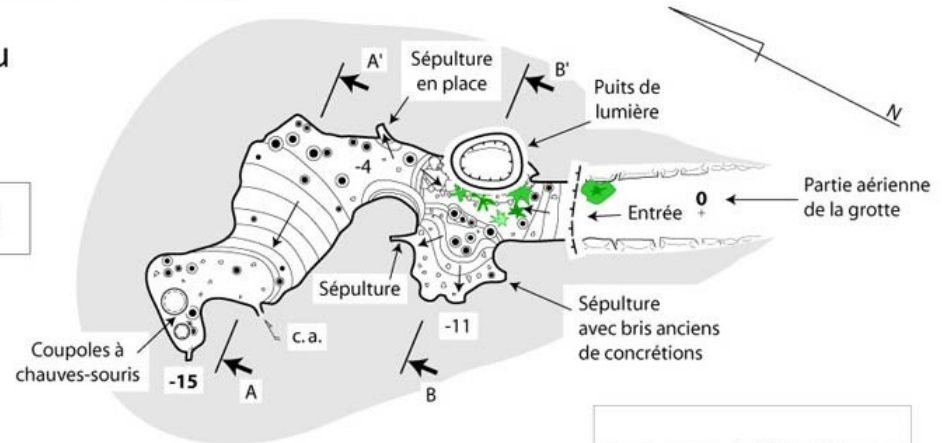 u
A'
Sépulture
en place
B'
Puits de
lumière
N
-4
Entrée
0
Partie aérienne
de la grotte
Sépulture
Sépulture
avec bris anciens
de concrétions
-11
c.a.
Coupoles à
chauves-souris
-15
A
B